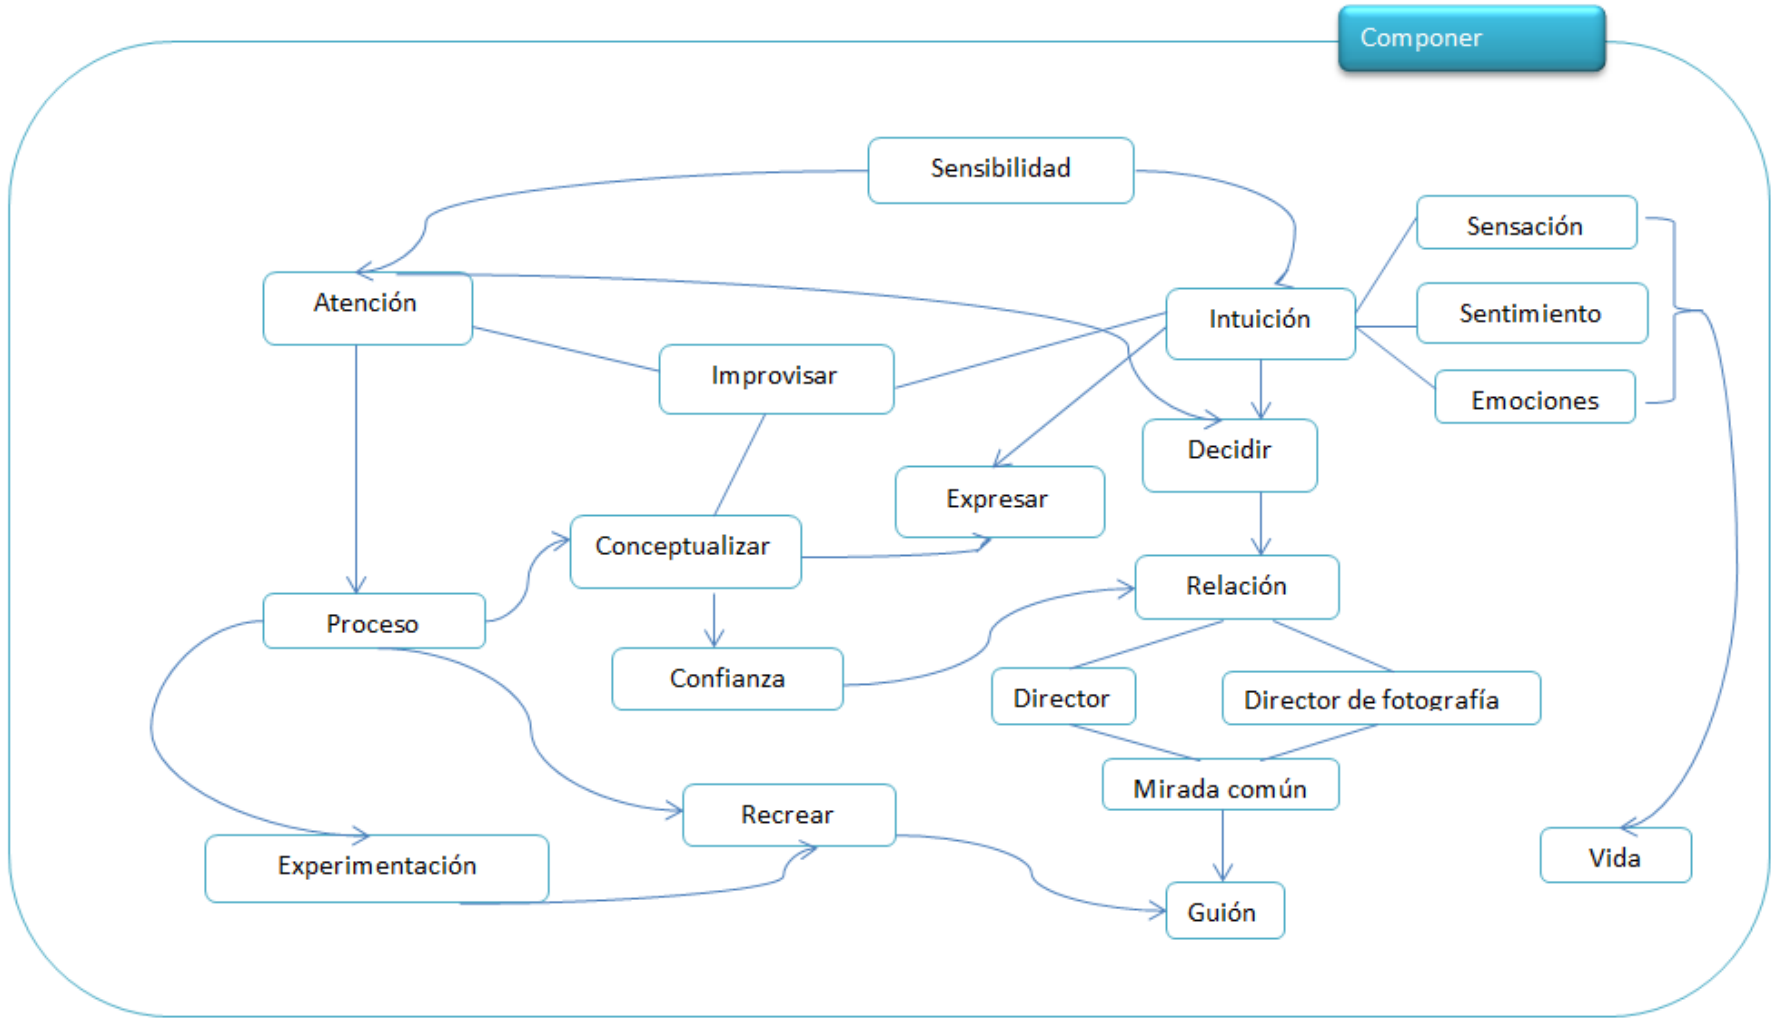 Componer
Sensibilidad
Sensación
Atención
Intuición
Sentimiento
Improvisar
Emociones
Decidir
Expresar
Conceptualizar
Relación
Proceso
Confianza
Director
Director de fotografía
Mirada común
Recrear
Experimentación
Vida
Guión